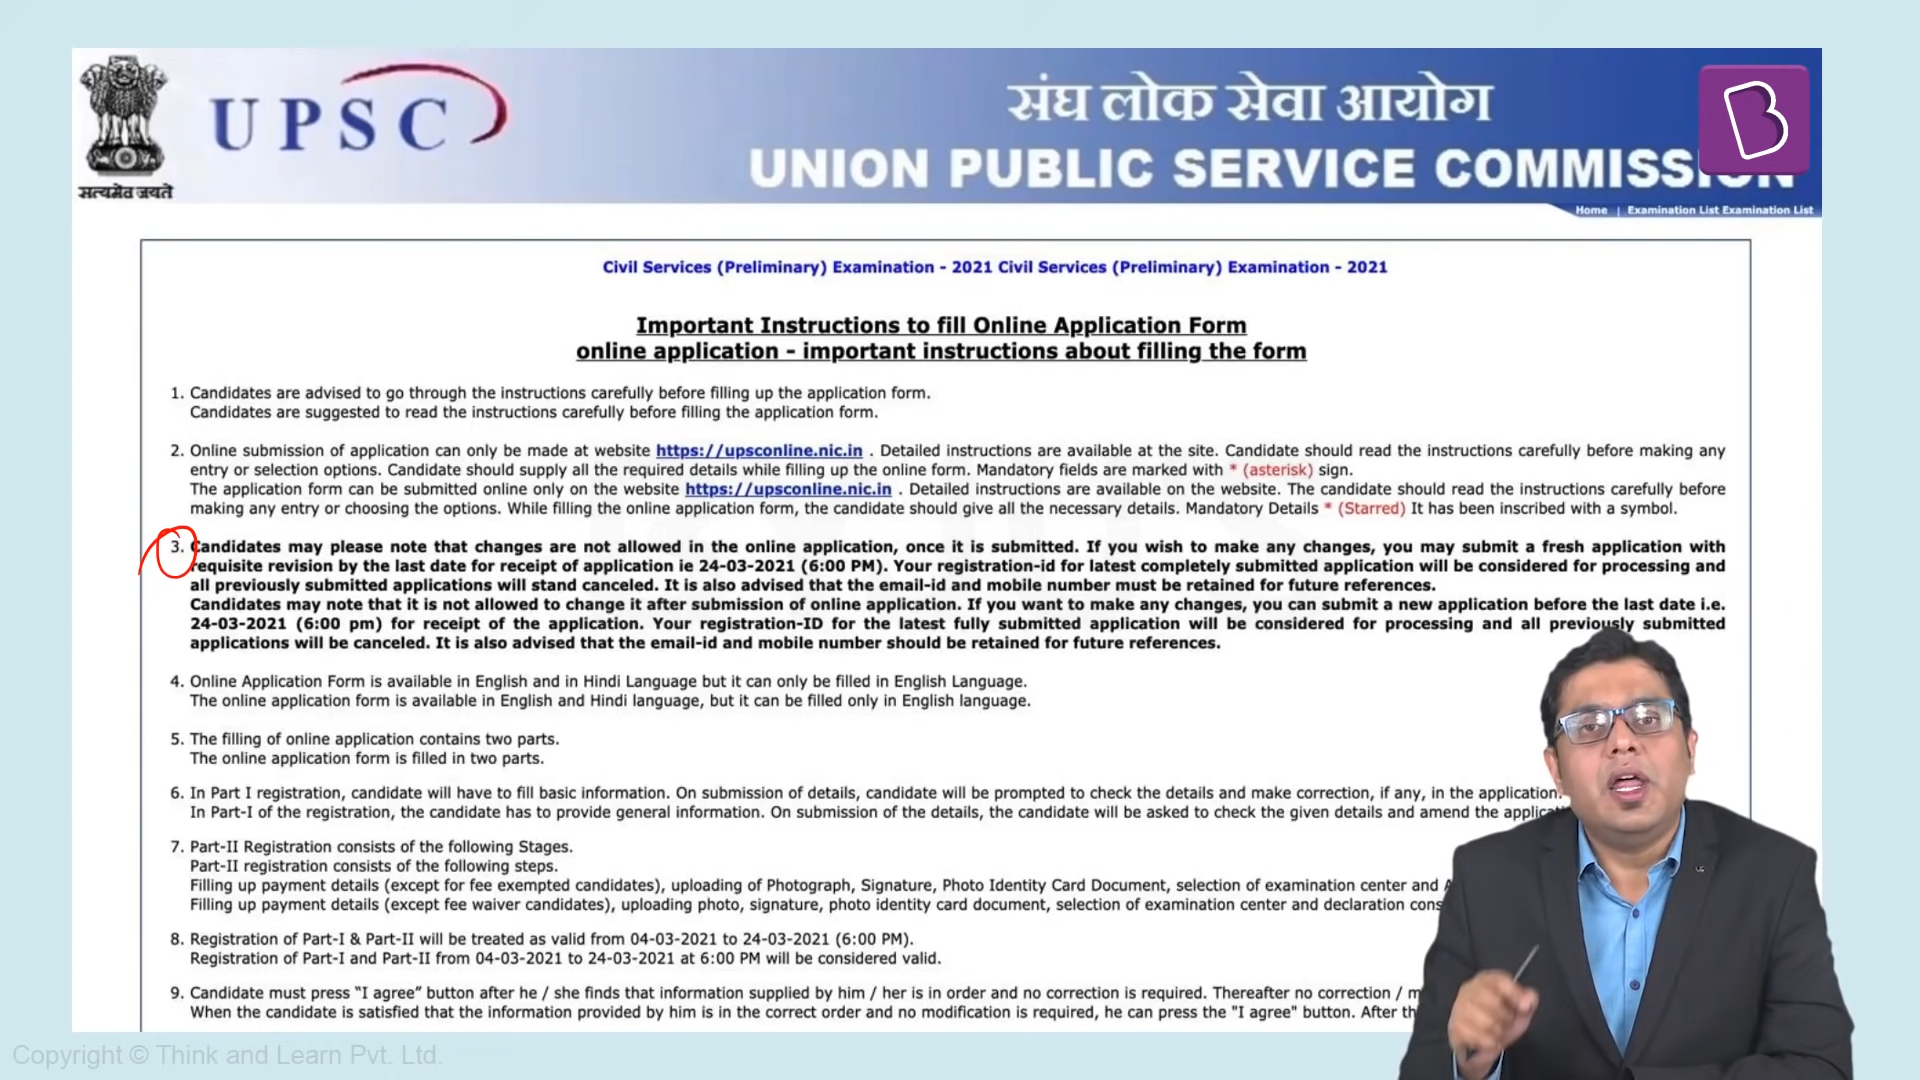 सत्यमेव जयते
UPSC
संघ लोक सेवा आयोग
UNION PUBLIC SERVICE COMMISSION
B
Home | Examination List Examination List
Civil Services (Preliminary) Examination - 2021 Civil Services (Preliminary) Examination - 2021
Important Instructions to fill Online Application Form
online application - important instructions about filling the form
1. Candidates are advised to go through the instructions carefully before filling up the application form.
Candidates are suggested to read the instructions carefully before filling the application form.
2. Online submission of application can only be made at website https://upsconline.nic.in . Detailed instructions are available at the site. Candidate should read the instructions carefully before making any
entry or selection options. Candidate should supply all the required details while filling up the online form. Mandatory fields are marked with * (asterisk) sign.
The application form can be submitted online only on the website https://upsconline.nic.in . Detailed instructions are available on the website. The candidate should read the instructions carefully before
making any entry or choosing the options. While filling the online application form, the candidate should give all the necessary details. Mandatory Details * (Starred) It has been inscribed with a symbol.
3. Candidates may please note that changes are not allowed in the online application, once it is submitted. If you wish to make any changes, you may submit a fresh application with
requisite revision by the last date for receipt of application ie 24-03-2021 (6:00 PM). Your registration-id for latest completely submitted application will be considered for processing and
all previously submitted applications will stand canceled. It is also advised that the email-id and mobile number must be retained for future references.
Candidates may note that it is not allowed to change it after submission of online application. If you want to make any changes, you can submit a new application before the last date i.e.
24-03-2021 (6:00 pm) for receipt of the application. Your registration-ID for the latest fully submitted application will be considered for processing and all previously submitted
applications will be canceled. It is also advised that the email-id and mobile number should be retained for future references.
4. Online Application Form is available in English and in Hindi Language but it can only be filled in English Language.
The online application form is available in English and Hindi language, but it can be filled only in English language.
5. The filling of online application contains two parts.
The online application form is filled in two parts.
6. In Part I registration, candidate will have to fill basic information. On submission of details, candidate will be prompted to check the details and make correction, if any, in the application.
In Part-I of the registration, the candidate has to provide general information. On submission of the details, the candidate will be asked to check the given details and amend the
7. Part-II Registration consists of the following Stages.
Part-II registration consists of the following steps.
Filling up payment details (except for fee exempted candidates), uploading of Photograph, Signature, Photo Identity Card Document, selection of examination center and
Filling up payment details (except fee waiver candidates), uploading photo, signature, photo identity card document, selection of examination center and declaration
8. Registration of Part-I & Part-II will be treated as valid from 04-03-2021 to 24-03-2021 (6:00 PM).
Registration of Part-I and Part-II from 04-03-2021 to 24-03-2021 at 6:00 PM will be considered valid.
9. Candidate must press “I agree” button after he / she finds that information supplied by him / her is in order and no correction is required. Thereafter no correction /
When the candidate is satisfied that the information provided by him is in the correct order and no modification is required, he can press the "I agree" button. After
Copyright © Think and Learn Pvt. Ltd.